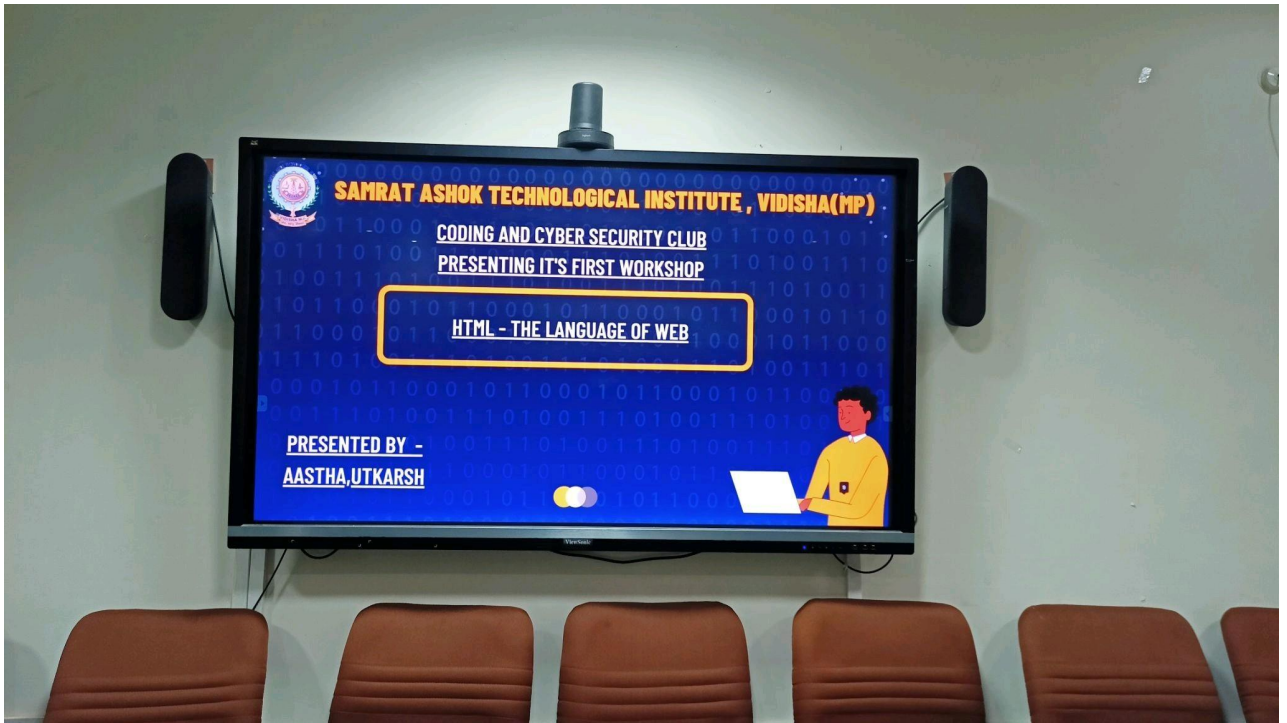 SAMRAT ASHOK TECHNOLOGICAL INSTITUTE , VIDISHA(MP)
CODING AND CYBER SECURITY CLUB
PRESENTING IT'S FIRST WORKSHOP
HTML - THE LANGUAGE OF WEB
PRESENTED BY -
AASTHA,UTKARSH
ViewSonic